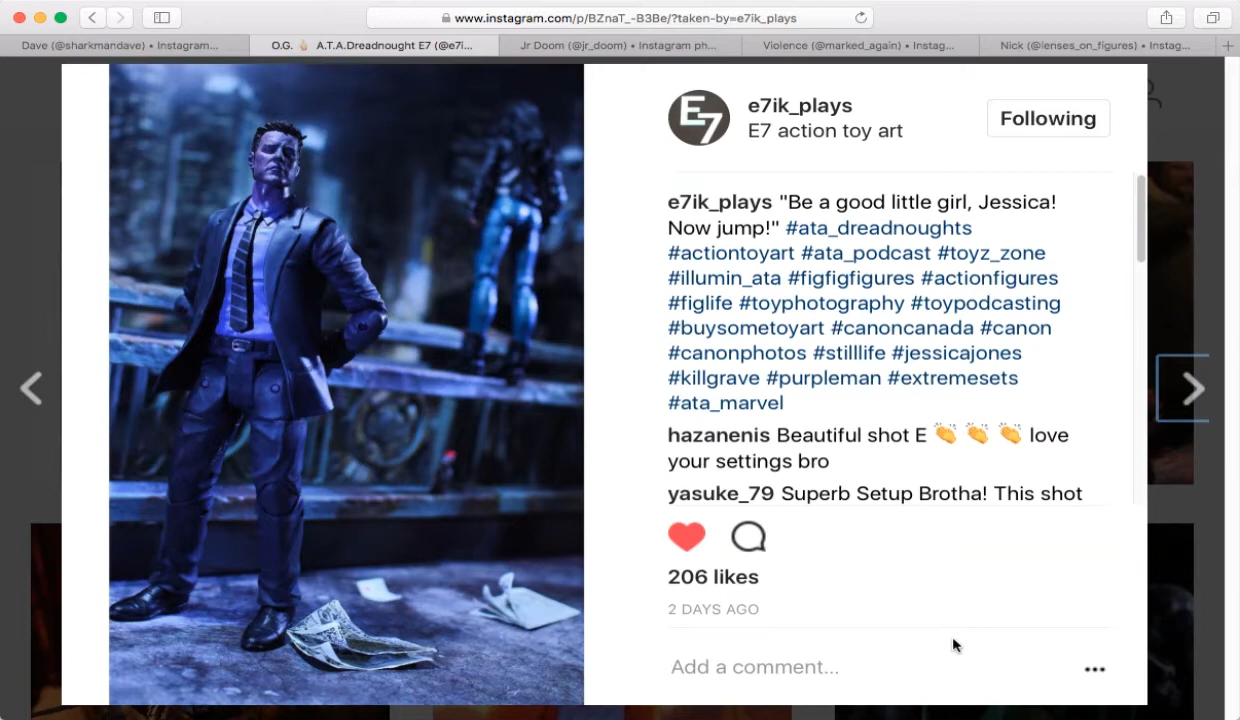 www.instagram.com/p/BZnaT_-B3Be/?taken-by=e7ik_plays
Dave (@sharkmandave) • Instagram...
O.G. 👆🏻 A.T.A.Dreadnought E7 (@e7i...
Jr Doom (@jr_doom) • Instagram ph...
Violence (@marked_again) • Instag...
Nick (@lenses_on_figures) • Instag...
E7
e7ik_plays
E7 action toy art
Following
e7ik_plays "Be a good little girl, Jessica!
Now jump!" #ata_dreadnoughts
#actiontoyart #ata_podcast #toyz_zone
#illumin_ata #figfigfigures #actionfigures
#figlife #toyphotography #toypodcasting
#buysometoyart #canoncanada #canon
#canonphotos #stilllife #jessicajones
#killgrave #purpleman #extremesets
#ata_marvel
hazanenis Beautiful shot E 👏 👏 👏 love
your settings bro
yasuke_79 Superb Setup Brotha! This shot
206 likes
2 DAYS AGO
Add a comment...